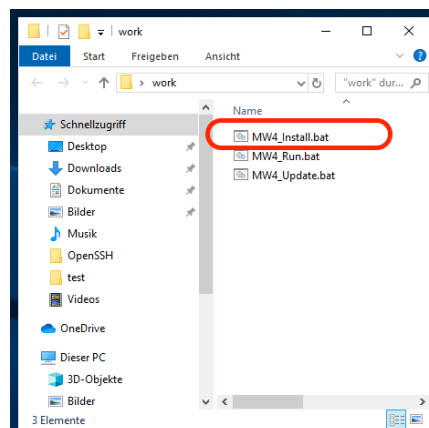 work
Datei Start Freigeben Ansicht
work "work" dur...
Name
Schnellzugriff
Desktop
Downloads
Dokumente
Bilder
Musik
OpenSSH
test
Videos
OneDrive
Dieser PC
3D-Objekte
Bilder
MW4_Install.bat
MW4_Run.bat
MW4_Update.bat
3 Elemente